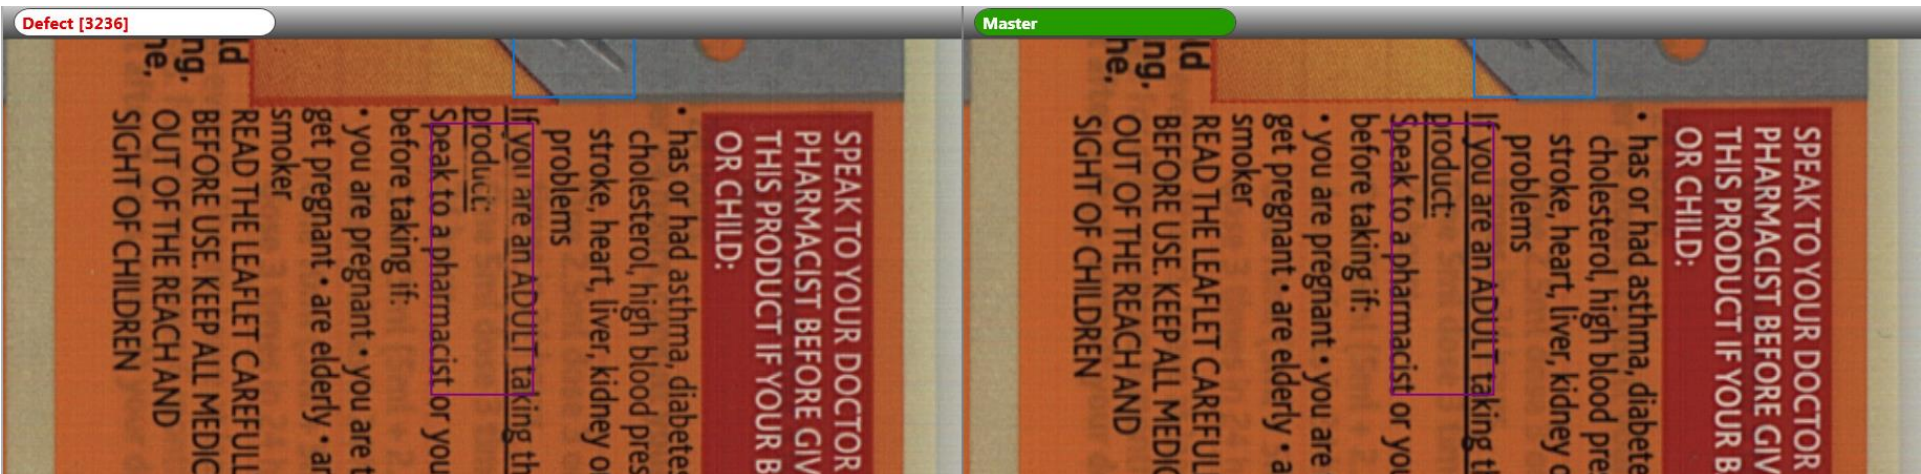 Defect [3236]
SPEAK TO YOUR DOCTOR
PHARMACIST BEFORE GIV
THIS PRODUCT IF YOUR B
OR CHILD:
• has or had asthma, diabetes
cholesterol, high blood pres
stroke, heart, liver, kidney o
problems
If you are an ADULT taking th
product:
Speak to a pharmacist or you
before taking if:
• you are pregnant • you are t
get pregnant • are elderly • ar
smoker
READ THE LEAFLET CAREFULL
BEFORE USE. KEEP ALL MEDIC
OUT OF THE REACH AND
SIGHT OF CHILDREN
ld
ng,
ne,
Master
SPEAK TO YOUR DOCTOR
PHARMACIST BEFORE GIV
THIS PRODUCT IF YOUR B
OR CHILD:
• has or had asthma, diabete
cholesterol, high blood pre
stroke, heart, liver, kidney o
problems
If you are an ADULT taking t
product:
Speak to a pharmacist or you
before taking if:
• you are pregnant • you are
get pregnant • are elderly • a
smoker
READ THE LEAFLET CAREFUL
BEFORE USE. KEEP ALL MEDIC
OUT OF THE REACH AND
SIGHT OF CHILDREN
ld
ng,
ne,